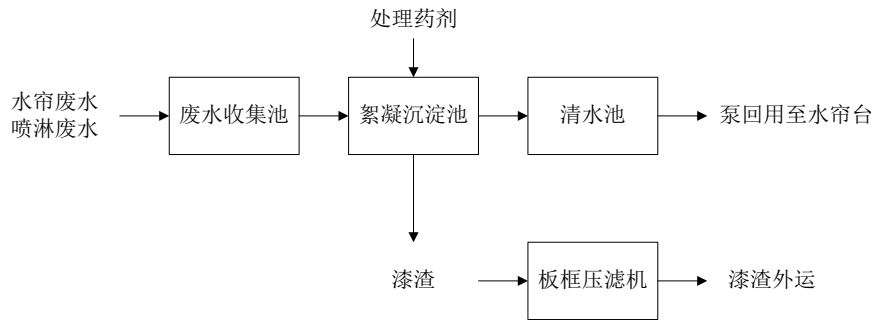 处理药剂
水帘废水
喷淋废水
废水收集池
絮凝沉淀池
清水池
泵回用至水帘台
漆渣
板框压滤机
漆渣外运